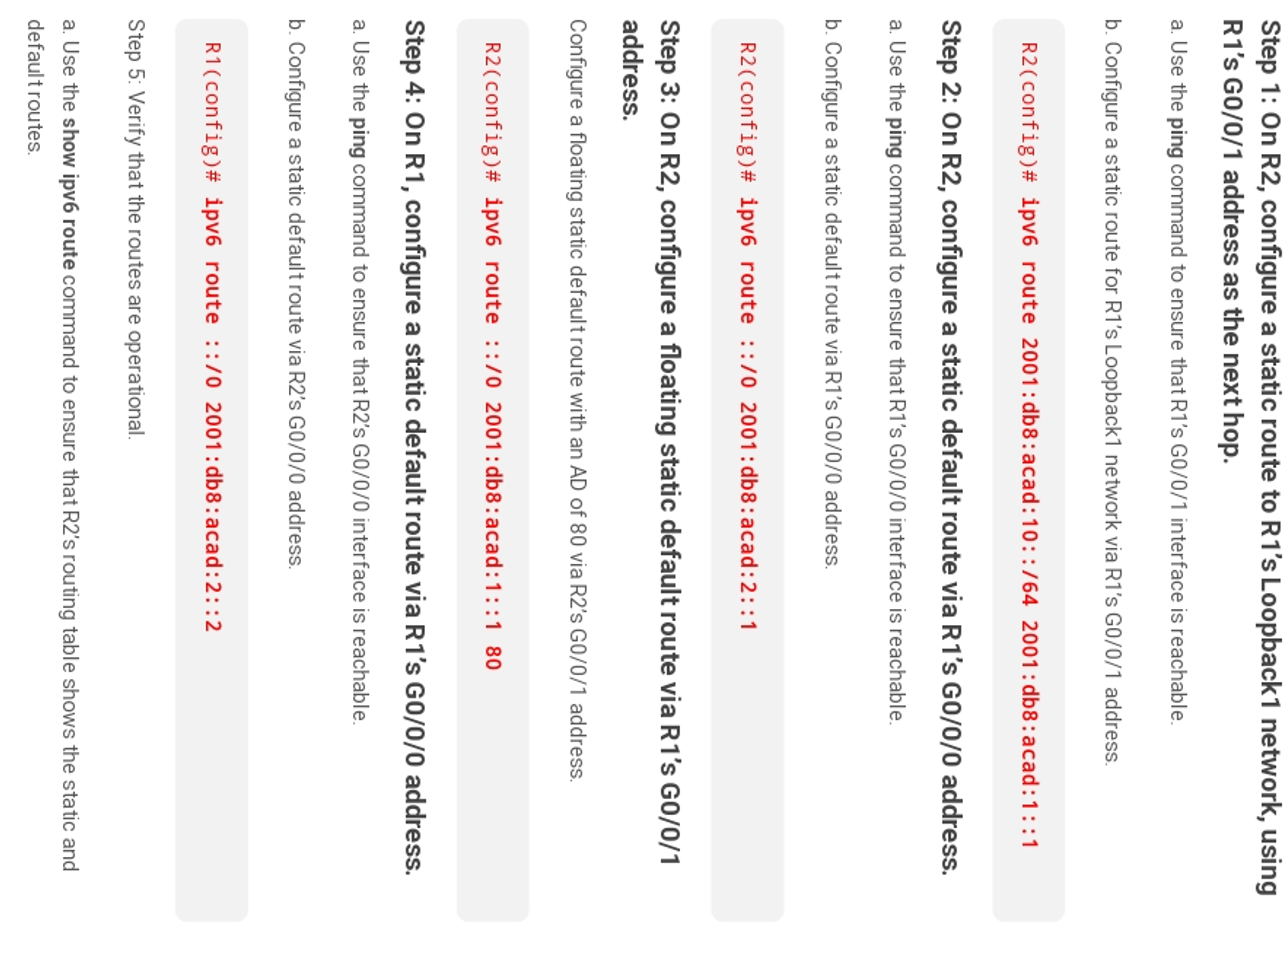 Step 1: On R2, configure a static route to R1's Loopback1 network, using
R1's G0/0/1 address as the next hop.
a. Use the ping command to ensure that R1's G0/0/1 interface is reachable.
b. Configure a static route for R1's Loopback1 network via R1's G0/0/1 address.
R2(config)# ipv6 route 2001:db8:acad:10::/64 2001:db8:acad:1::1
Step 2: On R2, configure a static default route via R1's G0/0/0 address.
a. Use the ping command to ensure that R1's G0/0/0 interface is reachable.
b. Configure a static default route via R1's G0/0/0 address.
R2(config)# ipv6 route ::/0 2001:db8:acad:2::1
Step 3: On R2, configure a floating static default route via R1's G0/0/1
address.
Configure a floating static default route with an AD of 80 via R2's G0/0/1 address.
R2(config)# ipv6 route ::/0 2001:db8:acad:1::1 80
Step 4: On R1, configure a static default route via R1's G0/0/0 address.
a. Use the ping command to ensure that R2's G0/0/0 interface is reachable.
b. Configure a static default route via R2's G0/0/0 address.
R1(config)# ipv6 route ::/0 2001:db8:acad:2::2
Step 5: Verify that the routes are operational.
a. Use the show ipv6 route command to ensure that R2's routing table shows the static and
default routes.